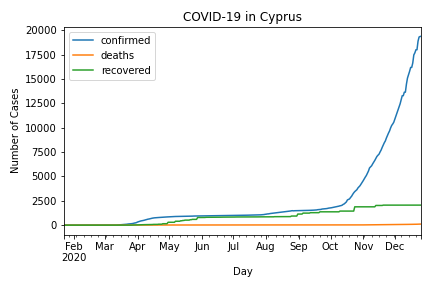 COVID-19 in Cyprus
confirmed
deaths
recovered
Number of Cases
20000
17500
15000
12500
10000
7500
5000
2500
0
Feb Mar Apr May Jun Jul Aug Sep Oct Nov Dec
2020
Day